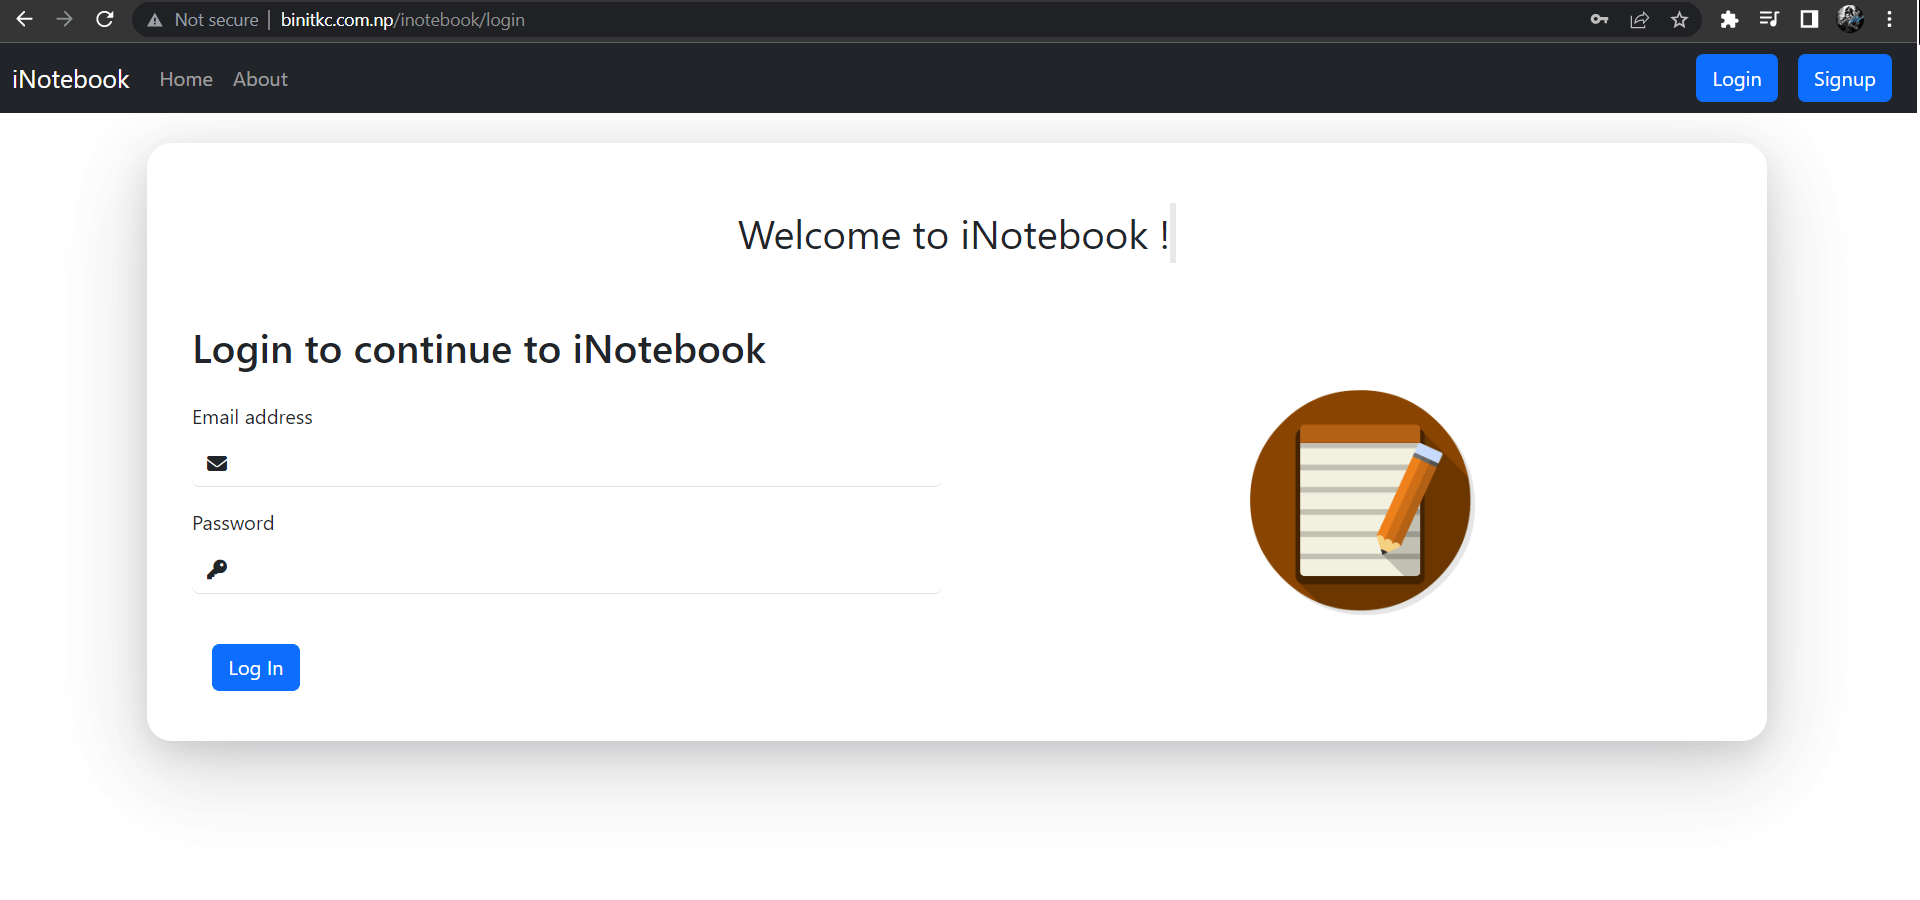 Not secure | binitkc.com.np/inotebook/login
iNotebook Home About Login Signup
Welcome to iNotebook !
Login to continue to iNotebook
Email address
Password
Log In